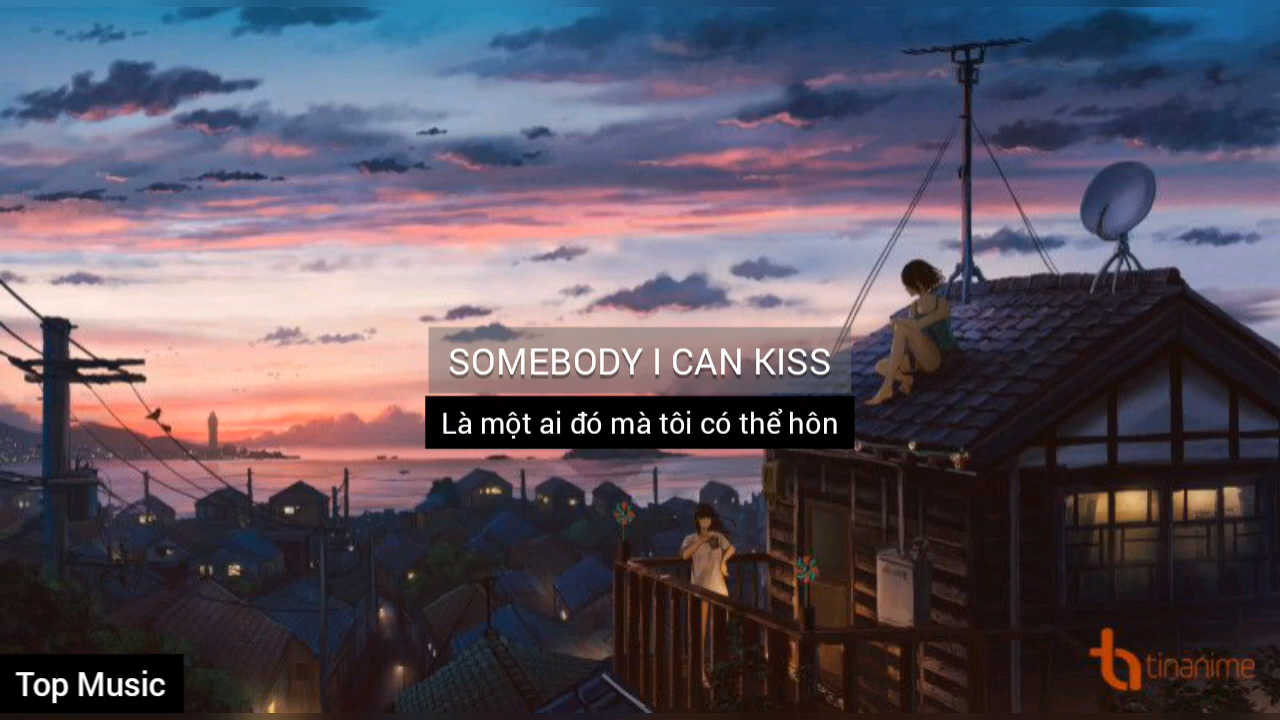 SOMEBODY I CAN KISS
Là một ai đó mà tôi có thể hôn
Top Music
tinanime